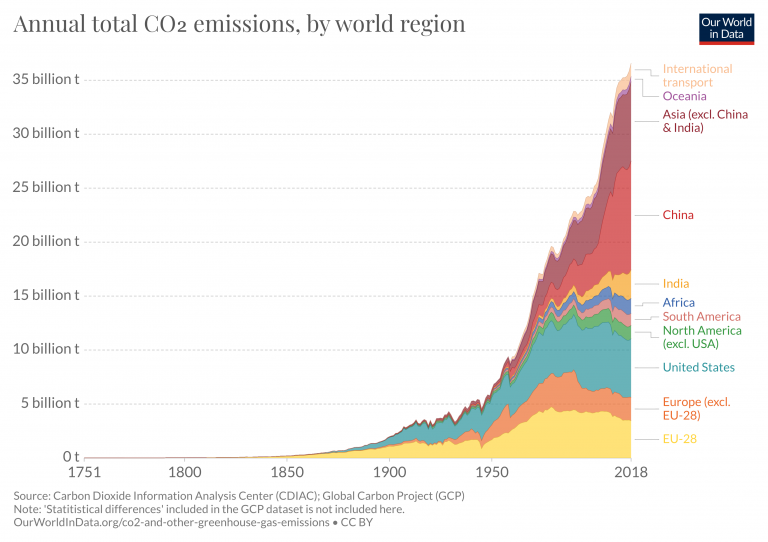 Annual total CO₂ emissions, by world region
Our World
in Data
35 billion t
30 billion t
25 billion t
20 billion t
15 billion t
10 billion t
5 billion t
0 t
1751
1800
1850
1900
1950
2018
International
transport
Oceania
Asia (excl. China
& India)
China
India
Africa
South America
North America
(excl. USA)
United States
Europe (excl.
EU-28)
EU-28
Source: Carbon Dioxide Information Analysis Center (CDIAC); Global Carbon Project (GCP)
Note: 'Statistical differences' included in the GCP dataset is not included here.
OurWorldInData.org/co2-and-other-greenhouse-gas-emissions • CC BY